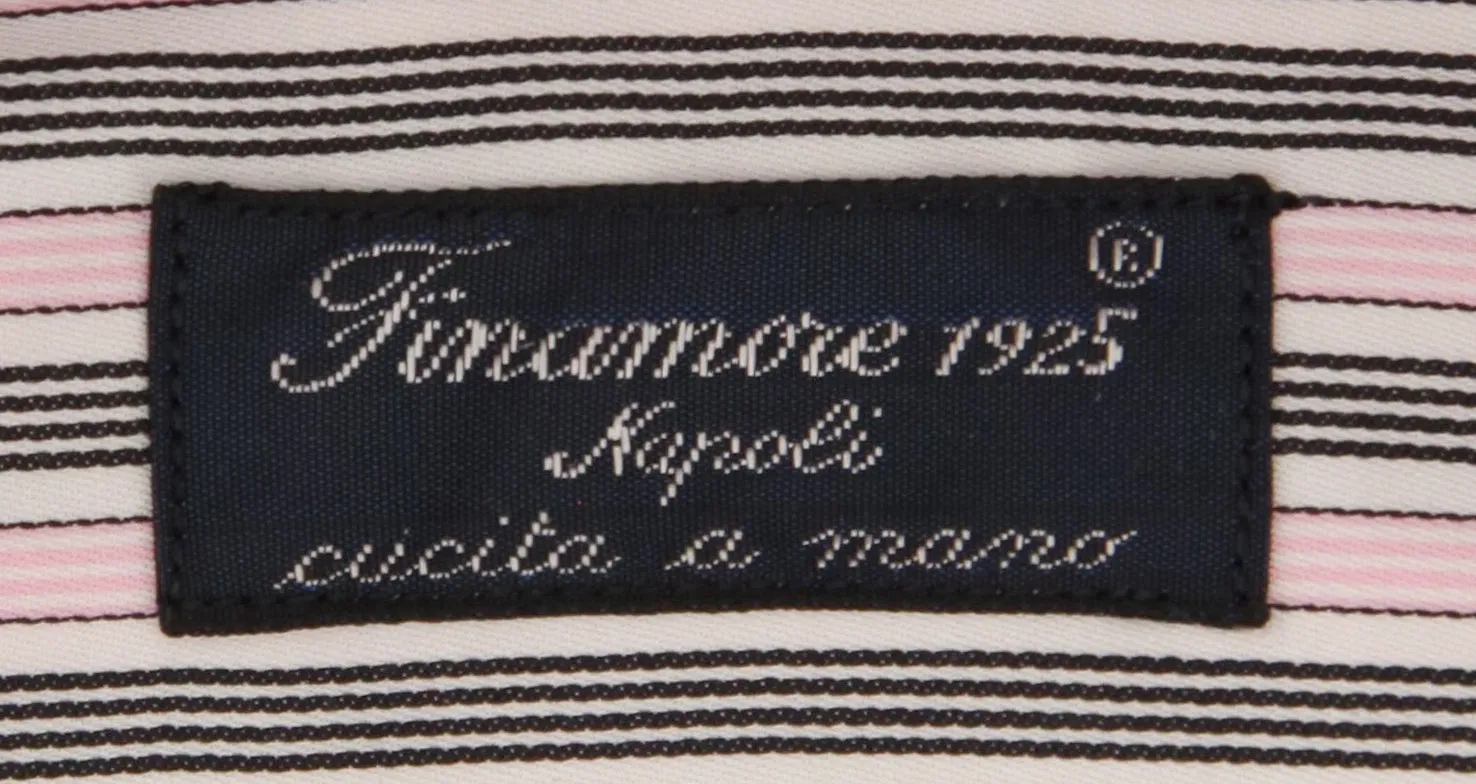 Finamore 1925 ®
Napoli
cucita a mano